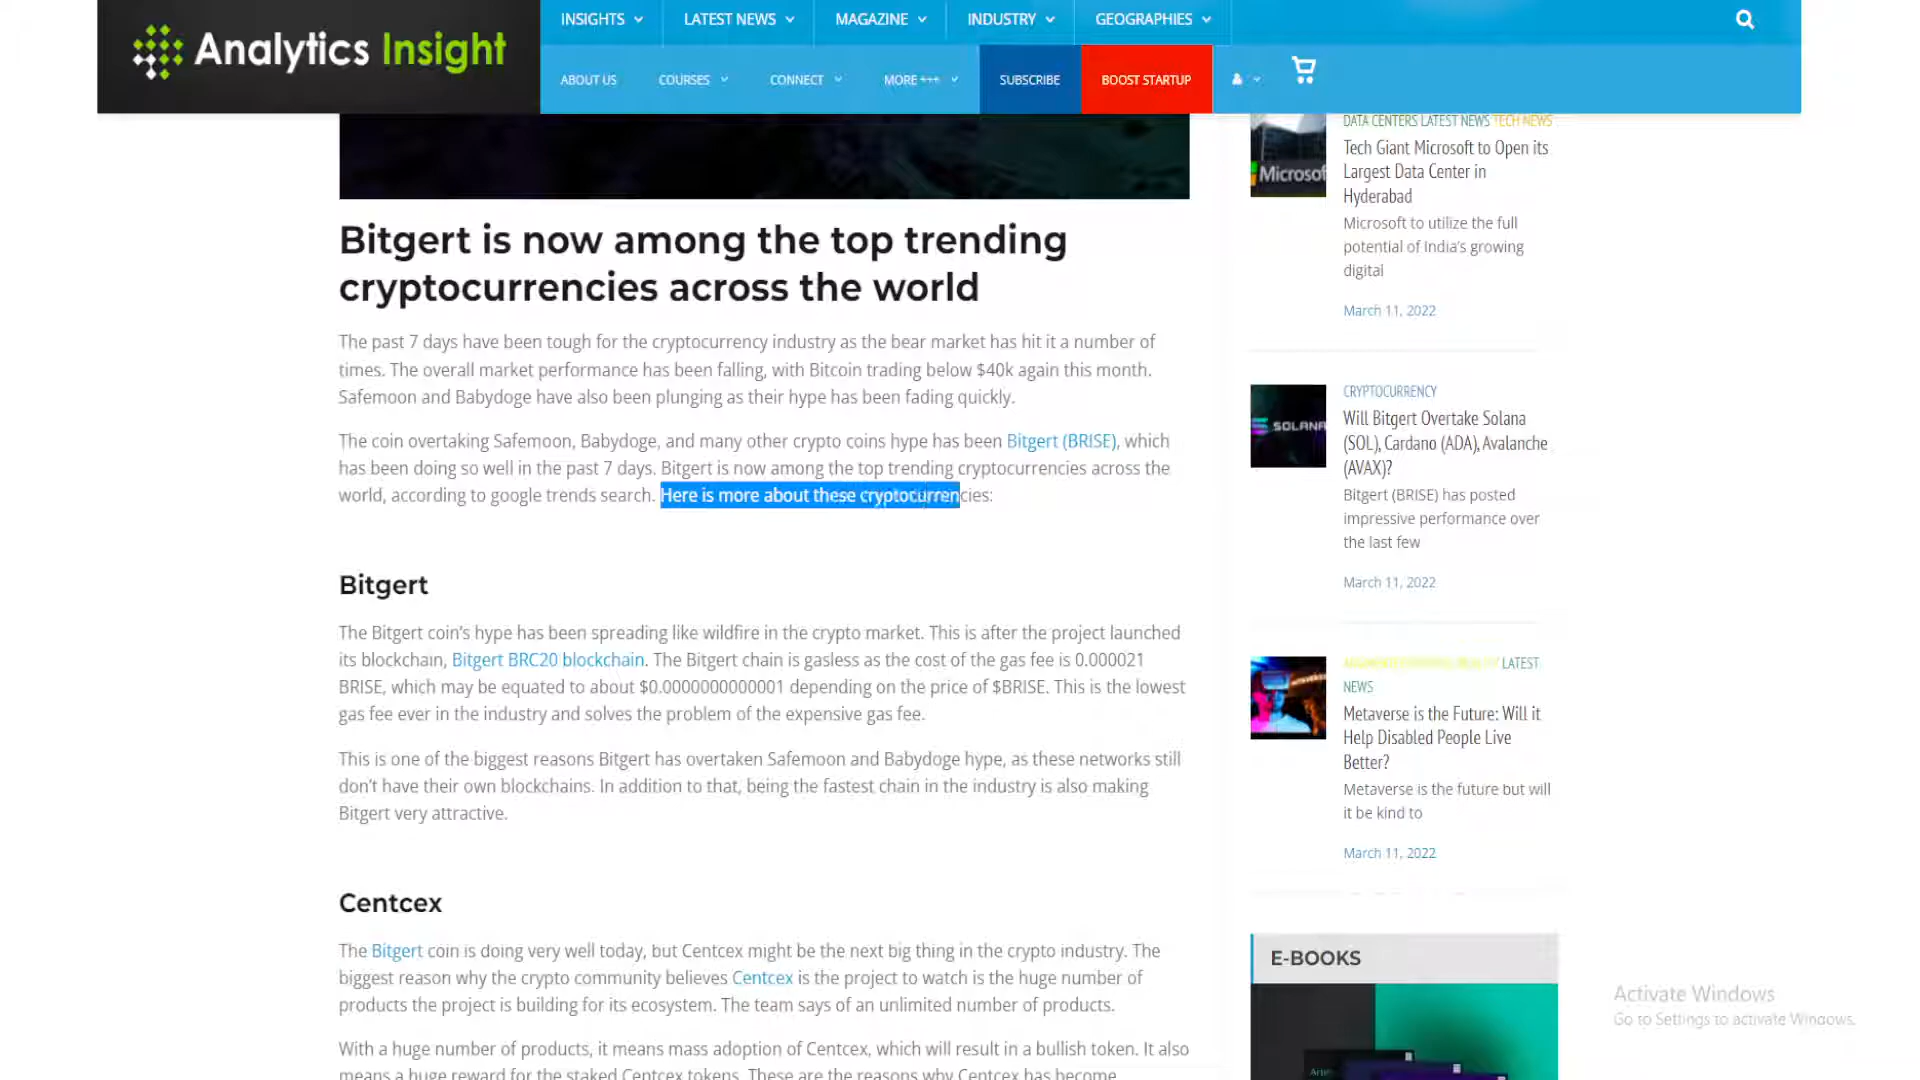 Analytics Insight
INSIGHTS
LATEST NEWS
MAGAZINE
INDUSTRY
GEOGRAPHIES
ABOUT US
COURSES
CONNECT
MORE +++
SUBSCRIBE
BOOST STARTUP
Bitgert is now among the top trending
cryptocurrencies across the world
The past 7 days have been tough for the cryptocurrency industry as the bear market has hit it a number of
times. The overall market performance has been falling, with Bitcoin trading below $40k again this month.
Safemoon and Babydoge have also been plunging as their hype has been fading quickly.
The coin overtaking Safemoon, Babydoge, and many other crypto coins hype has been Bitgert (BRISE), which
has been doing so well in the past 7 days. Bitgert is now among the top trending cryptocurrencies across the
world, according to google trends search. Here is more about these cryptocurrencies:
Bitgert
The Bitgert coin's hype has been spreading like wildfire in the crypto market. This is after the project launched
its blockchain, Bitgert BRC20 blockchain. The Bitgert chain is gasless as the cost of the gas fee is 0.000021
BRISE, which may be equated to about $0.0000000000001 depending on the price of $BRISE. This is the lowest
gas fee ever in the industry and solves the problem of the expensive gas fee.
This is one of the biggest reasons Bitgert has overtaken Safemoon and Babydoge hype, as these networks still
don't have their own blockchains. In addition to that, being the fastest chain in the industry is also making
Bitgert very attractive.
Centcex
The Bitgert coin is doing very well today, but Centcex might be the next big thing in the crypto industry. The
biggest reason why the crypto community believes Centcex is the project to watch is the huge number of
products the project is building for its ecosystem. The team says of an unlimited number of products.
With a huge number of products, it means mass adoption of Centcex, which will result in a bullish token. It also
means a huge reward for the staked Centcex tokens. These are the reasons why Centcex has become
DATA CENTERS LATEST NEWS TECH NEWS
Microsof
Tech Giant Microsoft to Open its
Largest Data Center in
Hyderabad
Microsoft to utilize the full
potential of India's growing
digital
March 11, 2022
SOLANA
CRYPTOCURRENCY
Will Bitgert Overtake Solana
(SOL), Cardano (ADA), Avalanche
(AVAX)?
Bitgert (BRISE) has posted
impressive performance over
the last few
March 11, 2022
LATEST
NEWS
Metaverse is the Future: Will it
Help Disabled People Live
Better?
Metaverse is the future but will
it be kind to
March 11, 2022
E-BOOKS
Activate Windows
Go to Settings to activate Windows.